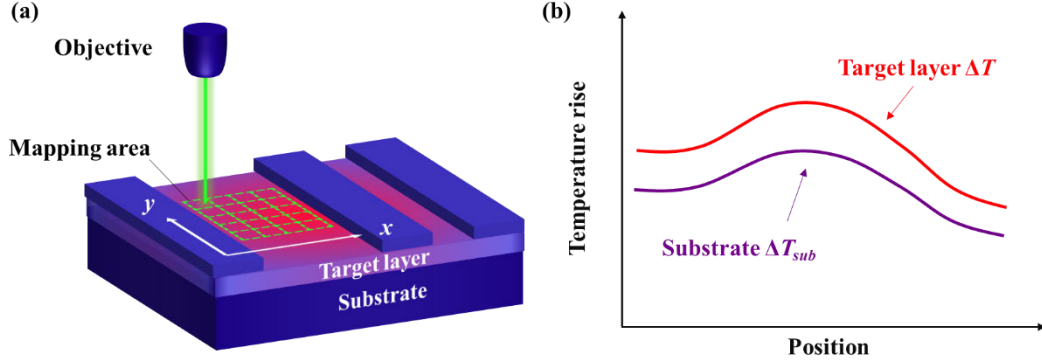 (a)
Objective
Mapping area
y
x
Target layer
Substrate
(b)
Temperature rise
Target layer ΔT
Substrate ΔTsub
Position